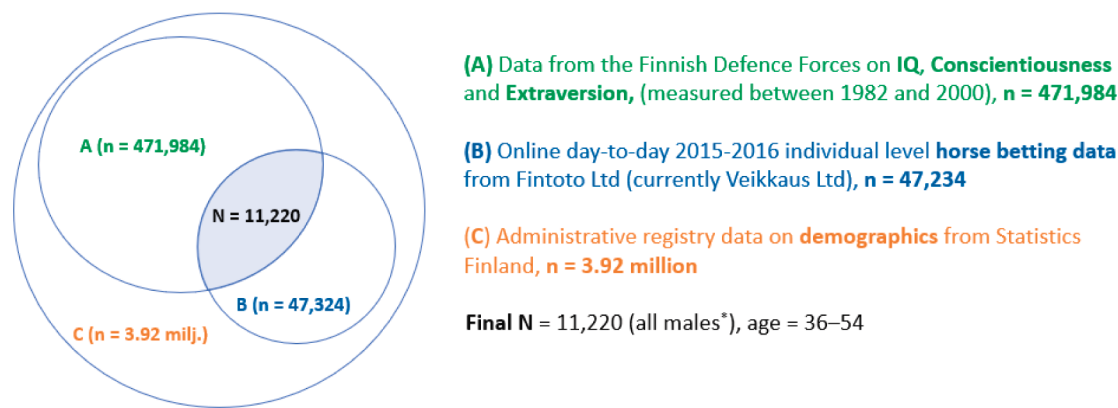 A (n = 471,984)
N = 11,220
B (n = 47,324)
C (n = 3.92 milj.)
(A) Data from the Finnish Defence Forces on IQ, Conscientiousness
and Extraversion, (measured between 1982 and 2000), n = 471,984
(B) Online day-to-day 2015-2016 individual level horse betting data
from Fintoto Ltd (currently Veikkaus Ltd), n = 47,234
(C) Administrative registry data on demographics from Statistics
Finland, n = 3.92 million
Final N = 11,220 (all males*), age = 36–54